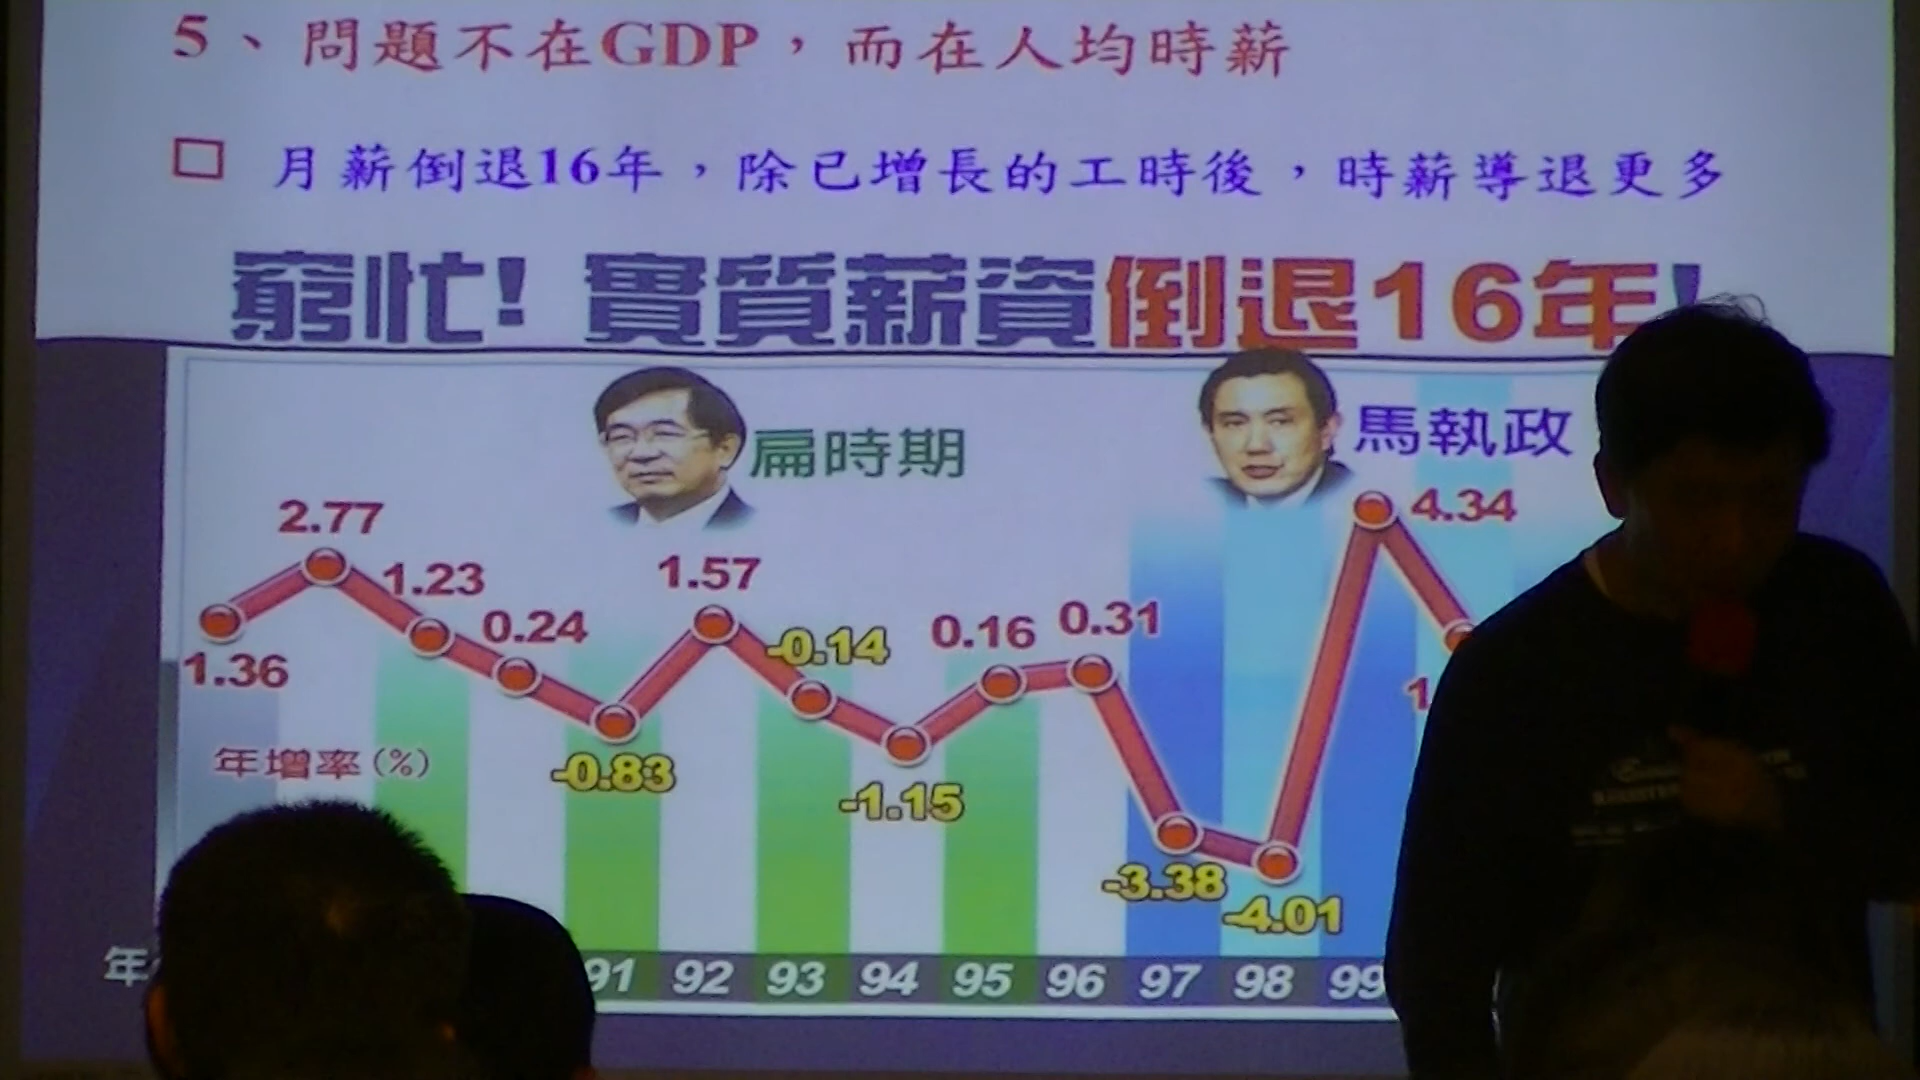 5、問題不在GDP，而在人均時薪
□ 月薪倒退16年，除已增長的工時後，時薪導退更多
窮忙！實質薪資倒退16年!
扁時期
馬執政
2.77
4.34
1.23
1.57
0.24
-0.14
0.16
0.31
1.36
年增率(%)
-0.83
-1.15
-3.38
-4.01
年
91 92 93 94 95 96 97 98 99